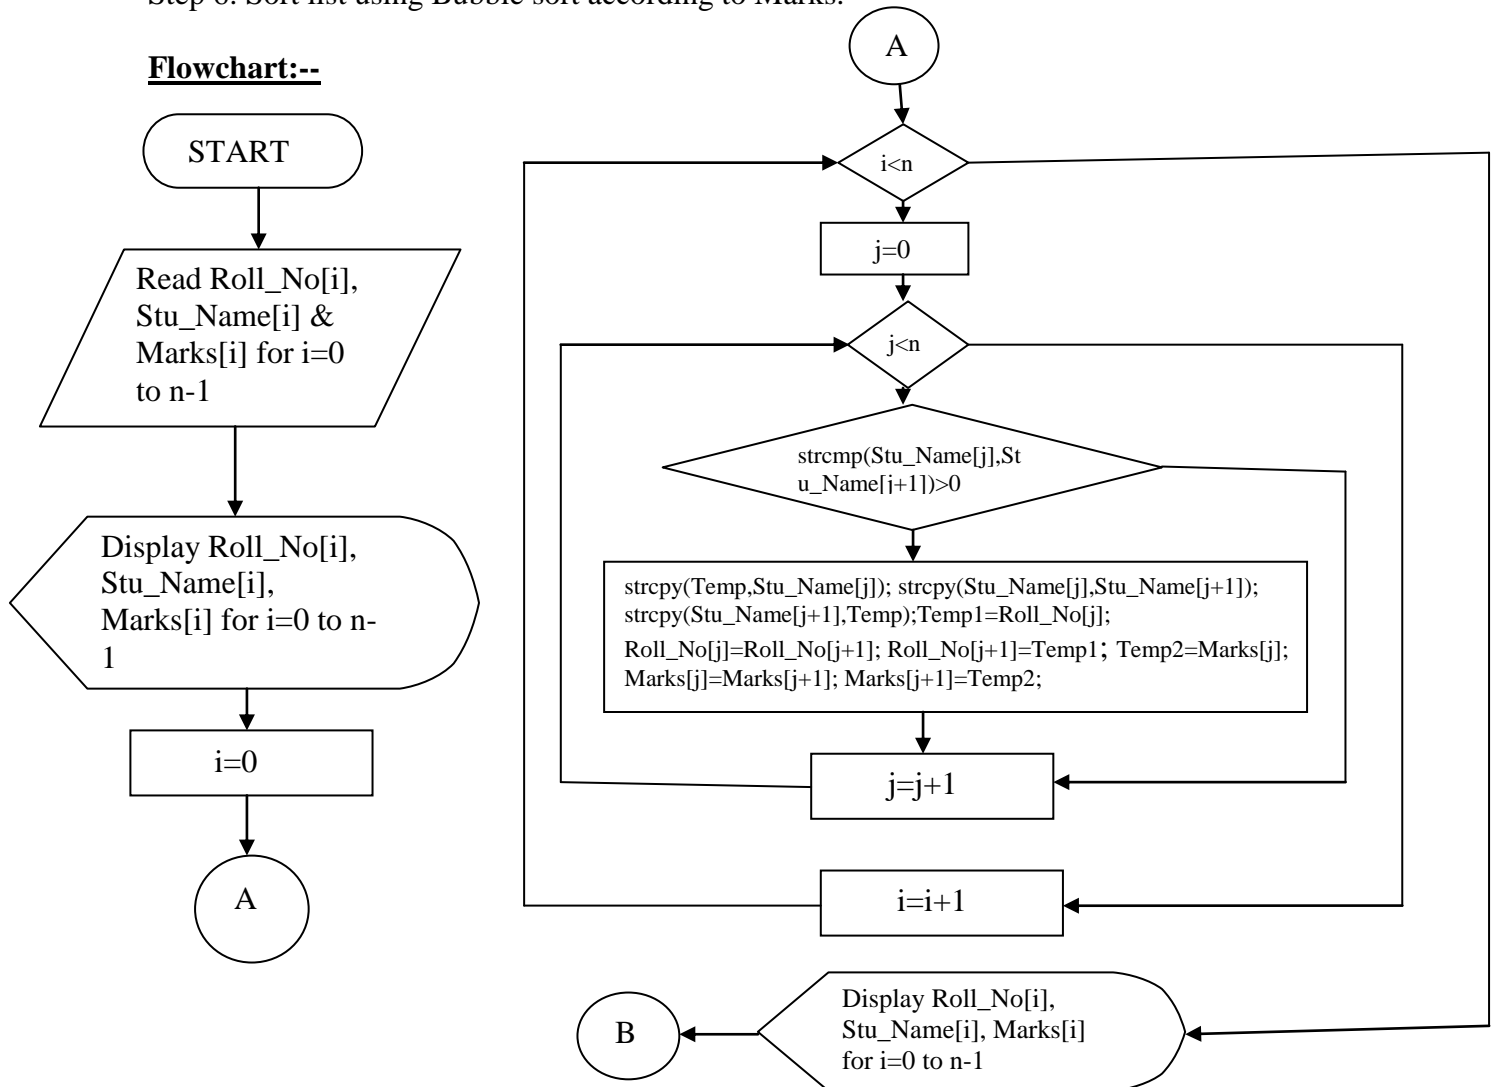 Step 6: Sort list using Bubble sort according to Marks.
Flowchart:--
START
Read Roll_No[i],
Stu_Name[i] &
Marks[i] for i=0
to n-1
Display Roll_No[i],
Stu_Name[i],
Marks[i] for i=0 to n-
1
i=0
A
A
i<n
j=0
j<n
strcmp(Stu_Name[j],St
u_Name[j+1])>0
strcpy(Temp,Stu_Name[j]); strcpy(Stu_Name[j],Stu_Name[j+1]);
strcpy(Stu_Name[j+1],Temp);Temp1=Roll_No[j];
Roll_No[j]=Roll_No[j+1]; Roll_No[j+1]=Temp1; Temp2=Marks[j];
Marks[j]=Marks[j+1]; Marks[j+1]=Temp2;
j=j+1
i=i+1
Display Roll_No[i],
Stu_Name[i], Marks[i]
for i=0 to n-1
B